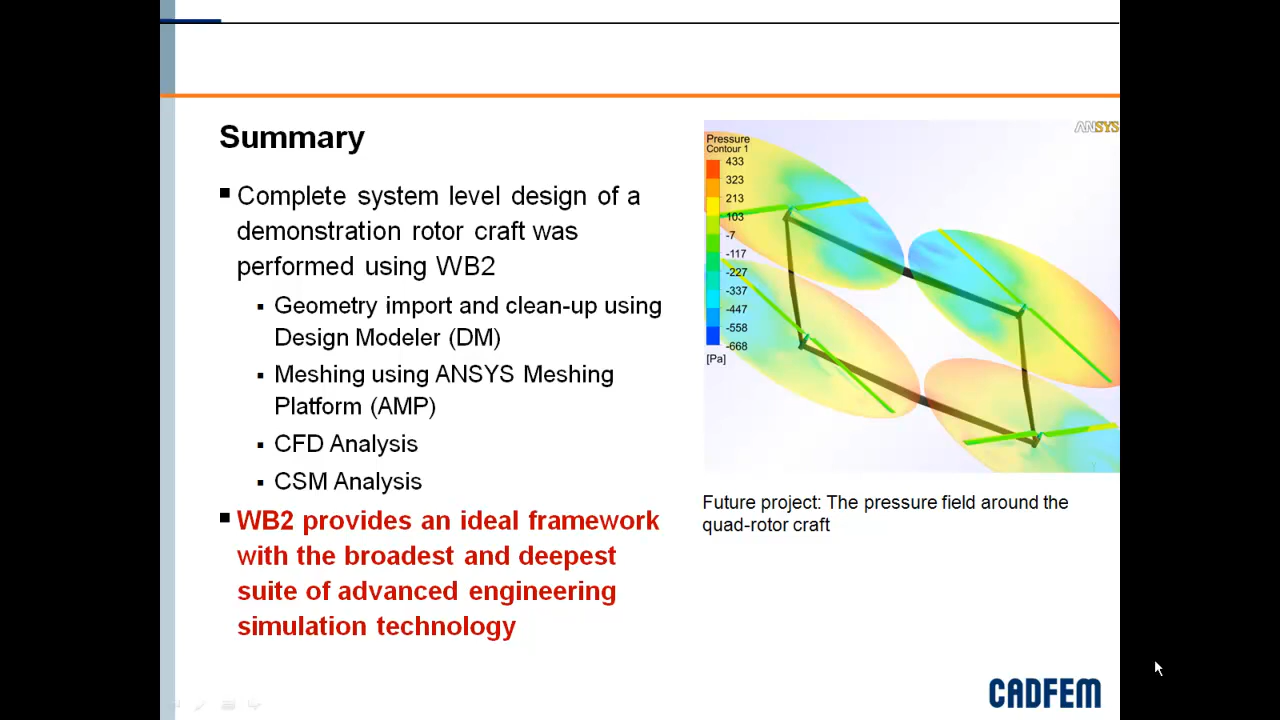 Summary
▪ Complete system level design of a
demonstration rotor craft was
performed using WB2
▪ Geometry import and clean-up using
Design Modeler (DM)
▪ Meshing using ANSYS Meshing
Platform (AMP)
▪ CFD Analysis
▪ CSM Analysis
▪ WB2 provides an ideal framework
with the broadest and deepest
suite of advanced engineering
simulation technology
ANSYS
Pressure
Contour 1
433
323
213
103
-7
-117
-227
-337
-447
-558
-668
[Pa]
Future project: The pressure field around the
quad-rotor craft
CADFEM